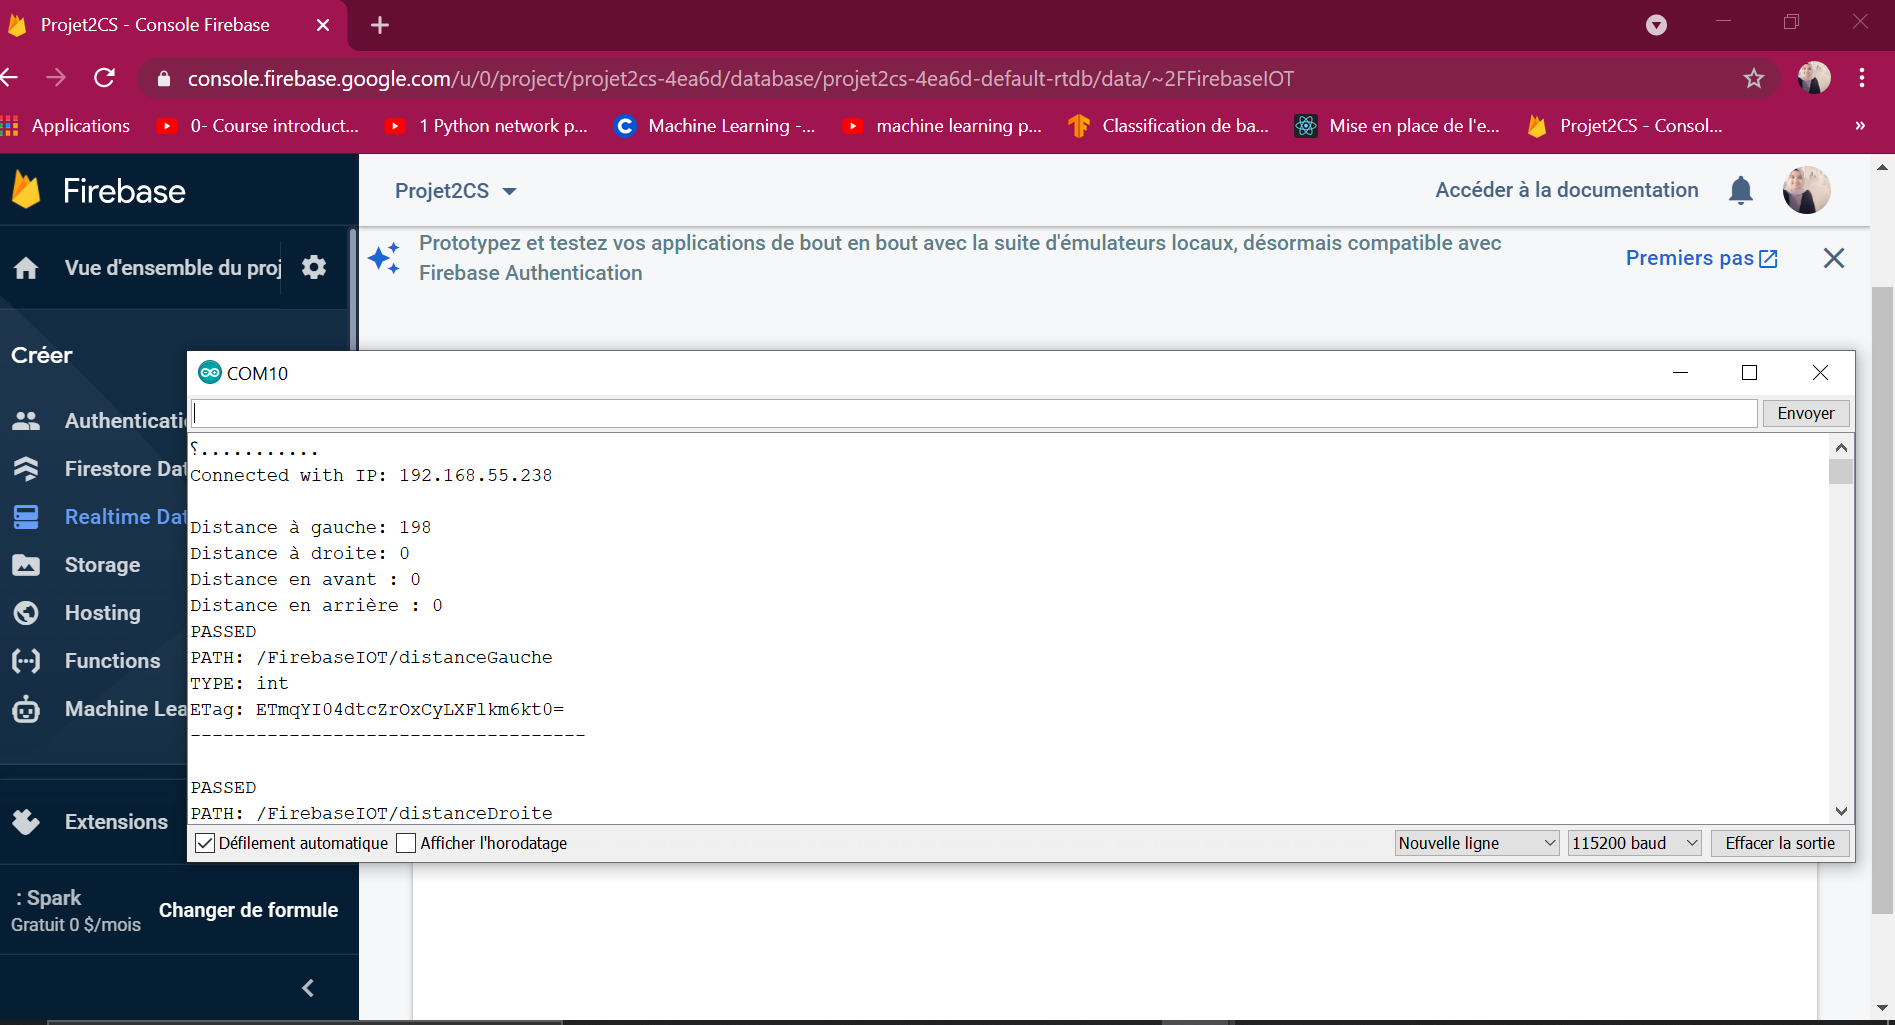 Projet2CS - Console Firebase
console.firebase.google.com/u/0/project/projet2cs-4ea6d/database/projet2cs-4ea6d-default-rtdb/data/~2FFirebaseIOT
Applications 0- Course introduct... 1 Python network p... Machine Learning -... machine learning p... Classification de ba... Mise en place de l'e... Projet2CS - Consol... »
Firebase
Projet2CS
Accéder à la documentation
Prototypez et testez vos applications de bout en bout avec la suite d'émulateurs locaux, désormais compatible avec
Firebase Authentication
Premiers pas
Vue d'ensemble du proj
Créer
Authenticati
Firestore Dat
Realtime Dat
Storage
Hosting
Functions
Machine Lea
Extensions
: Spark
Gratuit 0 $/mois
Changer de formule
COM10
Envoyer
⸮...........
Connected with IP: 192.168.55.238
Distance à gauche: 198
Distance à droite: 0
Distance en avant : 0
Distance en arrière : 0
PASSED
PATH: /FirebaseIOT/distanceGauche
TYPE: int
ETag: ETmqYI04dtcZrOxCyLXFlkm6kt0=
------------------------------------
PASSED
PATH: /FirebaseIOT/distanceDroite
Défilement automatique Afficher l'horodatage
Nouvelle ligne 115200 baud Effacer la sortie